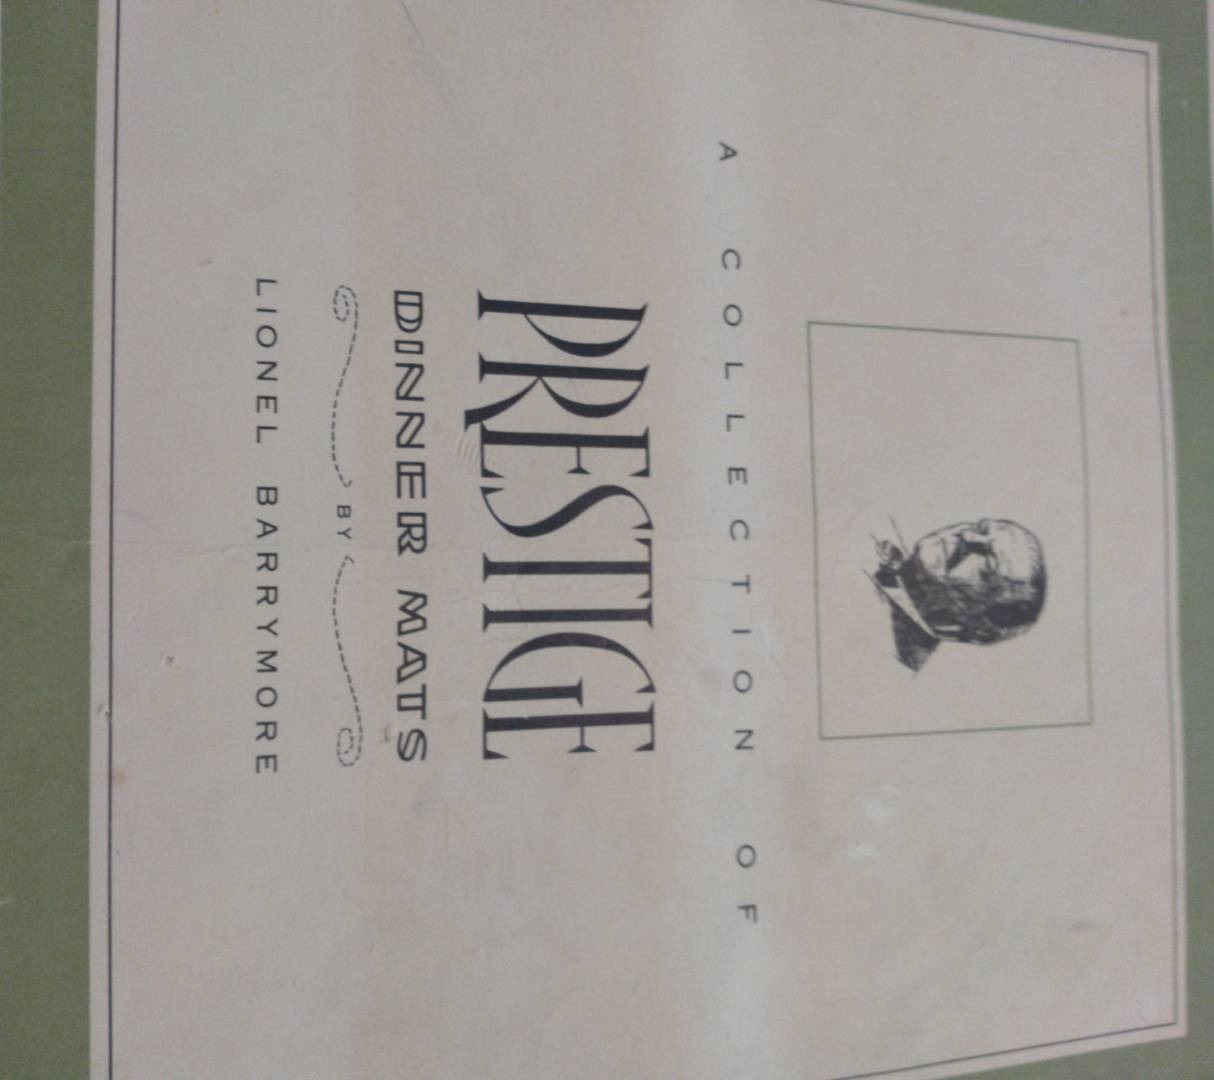 A COLLECTION OF
PRESTIGE
DINNER MATS
BY
LIONEL BARRYMORE